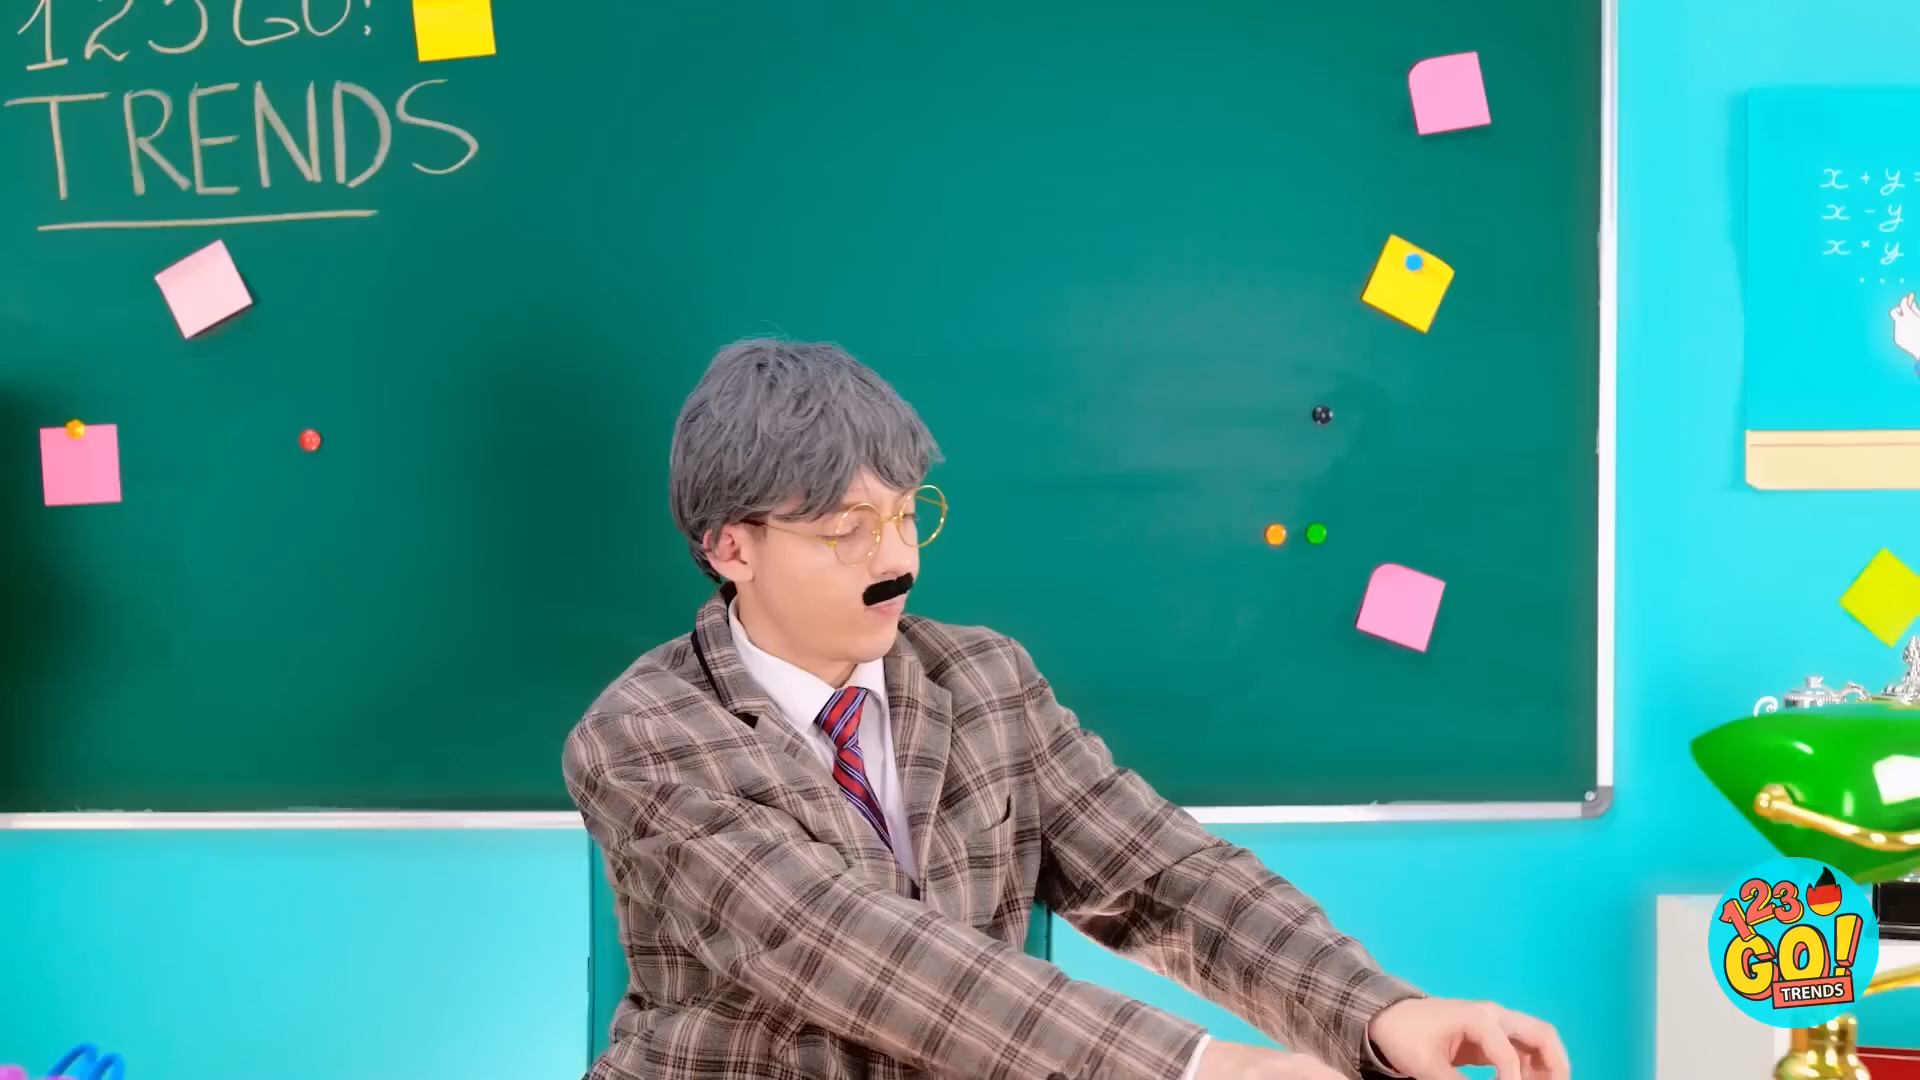 123 GO!
TRENDS
x + y =
x - y
x × y
...
123
GO!
TRENDS